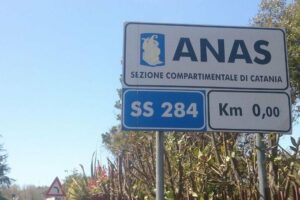 ANAS
SEZIONE COMPARTIMENTALE DI CATANIA
SS 284
Km 0,00